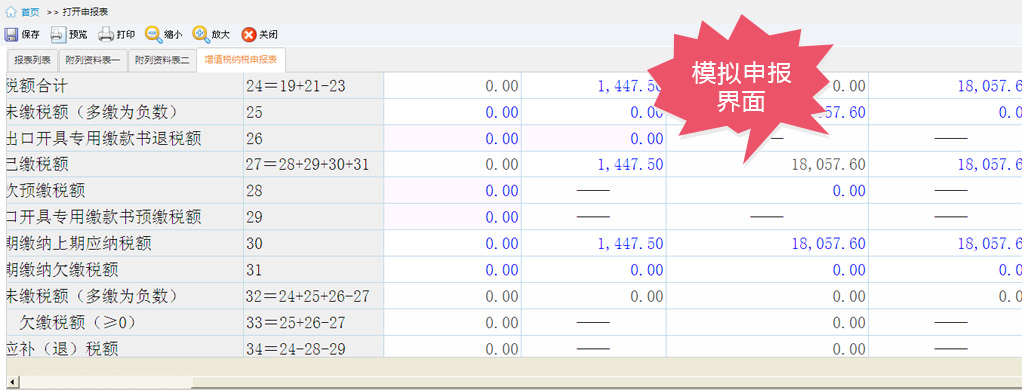 首页 >> 打开申报表
保存 预览 打印 缩小 放大 关闭
报表列表 附列资料表一 附列资料表二 增值税纳税申报表
模拟申报
界面
税额合计 24＝19+21-23 0.00 1,447.50 0.00 18,057.6
未缴税额（多缴为负数） 25 0.00 0.00 057.60 0.0
出口开具专用缴款书退税额 26 0.00 0.00 —— ——
已缴税额 27＝28+29+30+31 0.00 1,447.50 18,057.60 18,057.6
次预缴税额 28 0.00 —— 0.00 ——
口开具专用缴款书预缴税额 29 0.00 —— —— ——
期缴纳上期应纳税额 30 0.00 1,447.50 18,057.60 18,057.6
期缴纳欠缴税额 31 0.00 0.00 0.00 0.0
未缴税额（多缴为负数） 32＝24+25+26-27 0.00 0.00 0.00 0.0
欠缴税额（≥0） 33＝25+26-27 0.00 —— 0.00 ——
应补（退）税额 34＝24-28-29 0.00 —— 0.00 ——